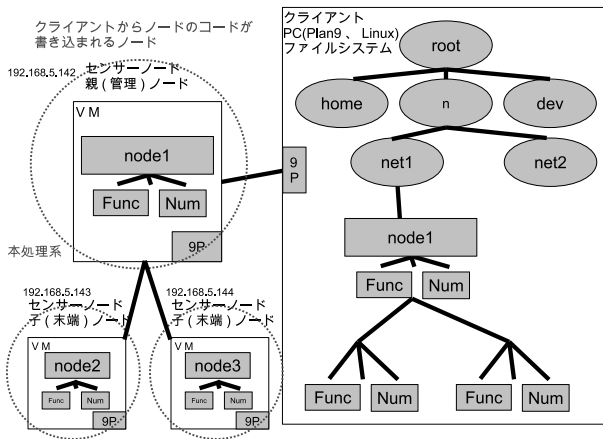 クライアントからノードのコードが
書き込まれるノード
192.168.5.142
センサーノード
親 ( 管理 ) ノード
V M
node1
Func
Num
9P
本処理系
192.168.5.143
センサーノード
子 ( 末端 ) ノード
V M
node2
Func
Num
9P
192.168.5.144
センサーノード
子 ( 末端 ) ノード
V M
node3
Func
Num
9P
クライアント
PC(Plan9 、 Linux)
ファイルシステム
9
P
root
home
n
dev
net1
net2
node1
Func
Num
Func
Num
Func
Num